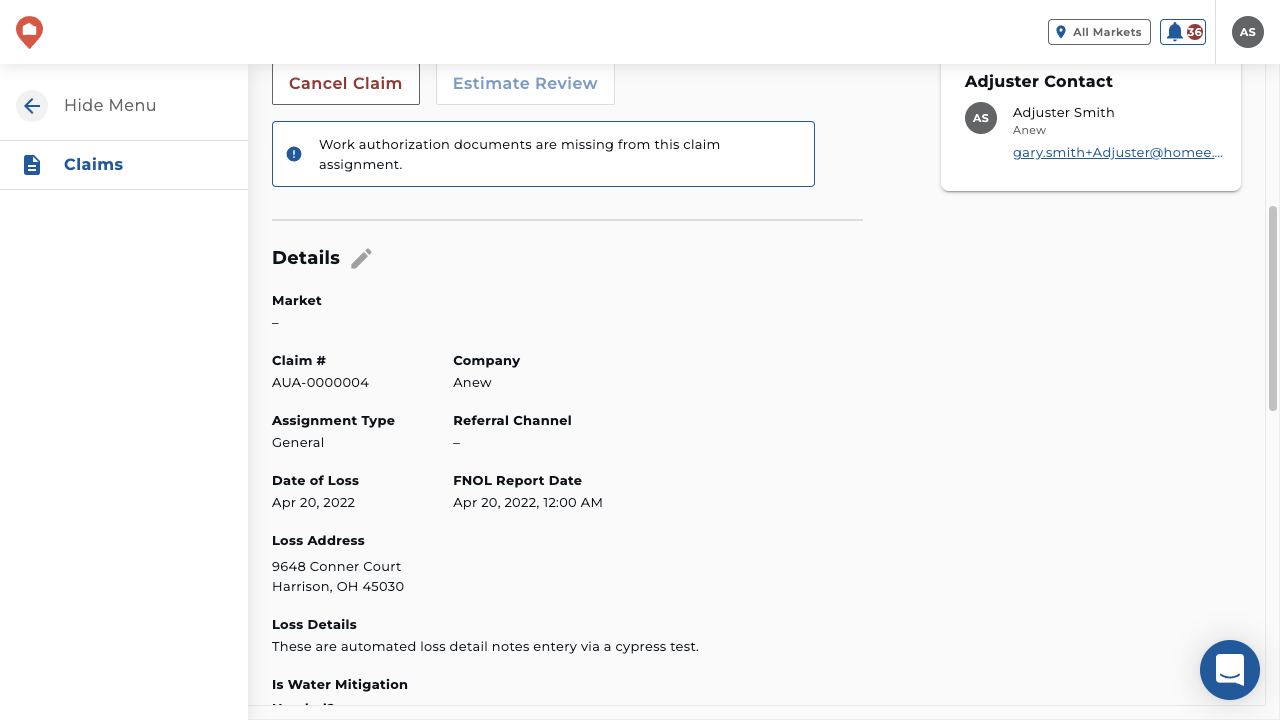 All Markets
36
AS
Hide Menu
Claims
Cancel Claim
Estimate Review
Work authorization documents are missing from this claim
assignment.
Adjuster Contact
AS
Adjuster Smith
Anew
gary.smith+Adjuster@homee....
Details
Market
–
Claim #
Company
AUA-0000004
Anew
Assignment Type
Referral Channel
General
–
Date of Loss
FNOL Report Date
Apr 20, 2022
Apr 20, 2022, 12:00 AM
Loss Address
9648 Conner Court
Harrison, OH 45030
Loss Details
These are automated loss detail notes entery via a cypress test.
Is Water Mitigation